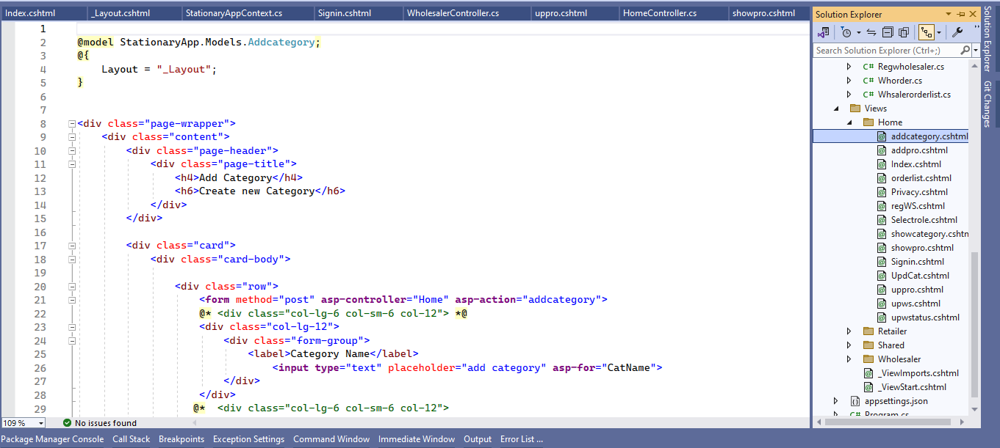 Index.cshtml _Layout.cshtml StationaryAppContext.cs Signin.cshtml WholesalerController.cs uppro.cshtml HomeController.cs showpro.cshtml
1
2 @model StationaryApp.Models.Addcategory;
3 @{
4 Layout = "_Layout";
5 }
6
7
8 <div class="page-wrapper">
9 <div class="content">
10 <div class="page-header">
11 <div class="page-title">
12 <h4>Add Category</h4>
13 <h6>Create new Category</h6>
14 </div>
15 </div>
16
17 <div class="card">
18 <div class="card-body">
19
20 <div class="row">
21 <form method="post" asp-controller="Home" asp-action="addcategory">
22 @* <div class="col-lg-6 col-sm-6 col-12"> *@
23 <div class="col-lg-12">
24 <div class="form-group">
25 <label>Category Name</label>
26 <input type="text" placeholder="add category" asp-for="CatName">
27 </div>
28 </div>
29 @* <div class="col-lg-6 col-sm-6 col-12">
109 % No issues found
Solution Explorer
Search Solution Explorer (Ctrl+;)
C# Regwholesaler.cs
C# Whorder.cs
C# Whsalerorderlist.cs
Views
Home
addcategory.cshtml
addpro.cshtml
Index.cshtml
orderlist.cshtml
Privacy.cshtml
regWS.cshtml
Selectrole.cshtml
showcategory.cshtm
showpro.cshtml
Signin.cshtml
UpdCat.cshtml
uppro.cshtml
upws.cshtml
upwstatus.cshtml
Retailer
Shared
Wholesaler
_ViewImports.cshtml
_ViewStart.cshtml
appsettings.json
C# Program.cs
Solution Explorer
Git Changes
Package Manager Console Call Stack Breakpoints Exception Settings Command Window Immediate Window Output Error List ...